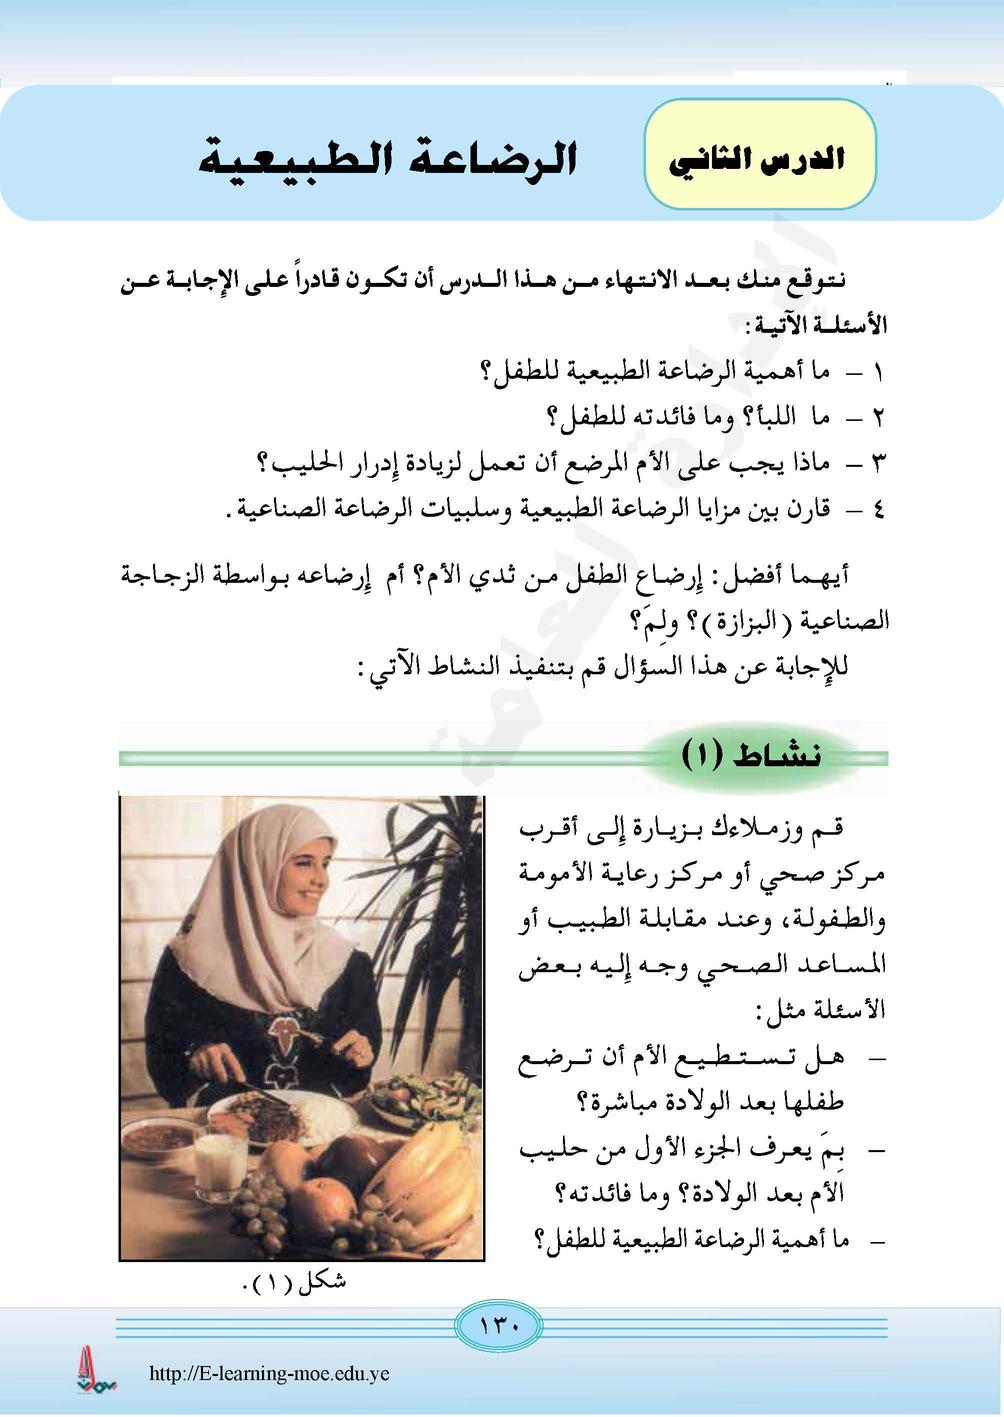 الدرس الثاني
الرضاعة الطبيعية
نتوقع منك بعد الانتهاء من هذا الدرس أن تكون قادراً على الإجابة عن
الأسئلة الآتية:
١ – ما أهمية الرضاعة الطبيعية للطفل؟
٢ – ما اللبأ؟ وما فائدته للطفل؟
٣ – ماذا يجب على الأم المرضع أن تعمل لزيادة إدرار الحليب؟
٤ – قارن بين مزايا الرضاعة الطبيعية وسلبيات الرضاعة الصناعية.
أيهما أفضل: إرضاع الطفل من ثدي الأم؟ أم إرضاعه بواسطة الزجاجة
الصناعية (البزازة)؟ ولِمَ؟
للإجابة عن هذا السؤال قم بتنفيذ النشاط الآتي:
نشاط (١)
قم وزملاءك بزيارة إلى أقرب
مركز صحي أو مركز رعاية الأمومة
والطفولة، وعند مقابلة الطبيب أو
المساعد الصحي وجه إليه بعض
الأسئلة مثل:
– هل تستطيع الأم أن ترضع
طفلها بعد الولادة مباشرة؟
– بِمَ يعرف الجزء الأول من حليب
الأم بعد الولادة؟ وما فائدته؟
– ما أهمية الرضاعة الطبيعية للطفل؟
شكل (١).
١٣٠
http://E-learning-moe.edu.ye
الإدارة العامة